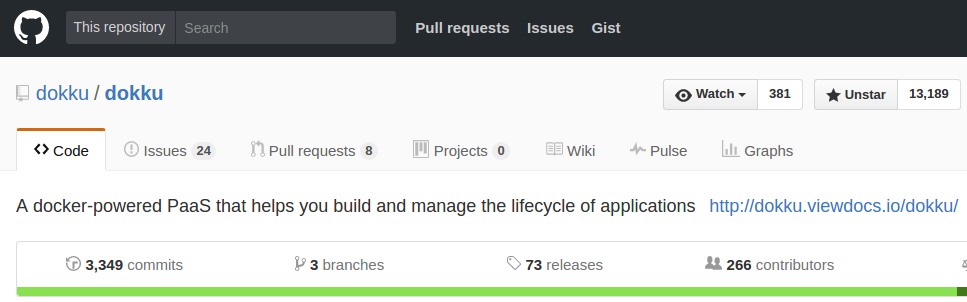 This repository Search Pull requests Issues Gist
dokku / dokku Watch 381 Unstar 13,189
Code Issues 24 Pull requests 8 Projects 0 Wiki Pulse Graphs
A docker-powered PaaS that helps you build and manage the lifecycle of applications http://dokku.viewdocs.io/dokku/
3,349 commits 3 branches 73 releases 266 contributors